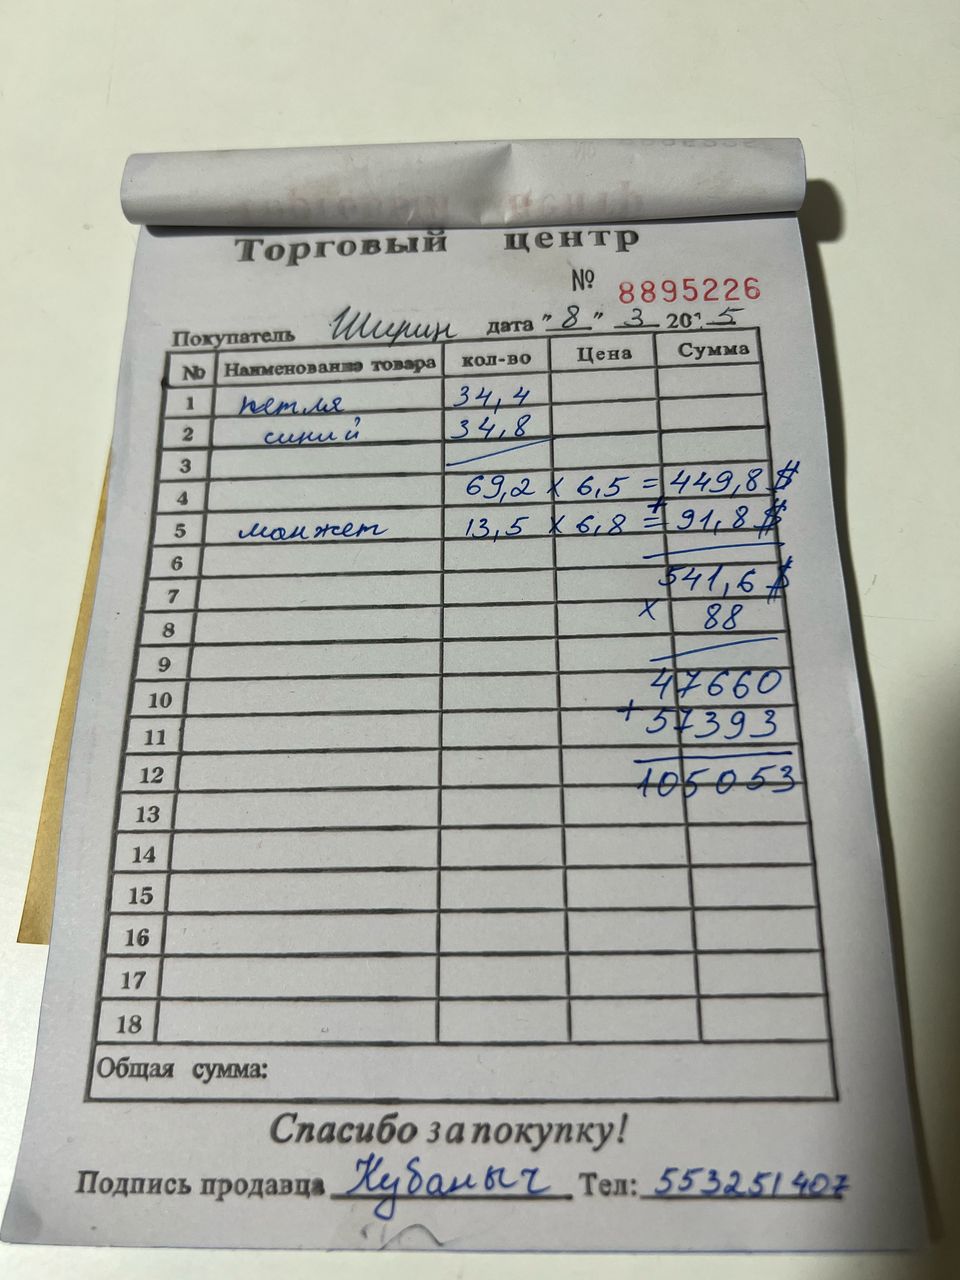 Торговый центр
№ 8895226
Покупатель Ширин дата "8" 3 2015
№ Наименование товара кол-во Цена Сумма
1 петля 34,4
2 синий 34,8
3
4 69,2 x 6,5 = 449,8 $
5 манжет 13,5 x 6,8 = 91,8 $
+
6
7 541,6 $
8 x 88
9
10 47660
11 + 57393
12 105053
13
14
15
16
17
18
Общая сумма:
Спасибо за покупку!
Подпись продавца Кубаныч Тел: 553251407